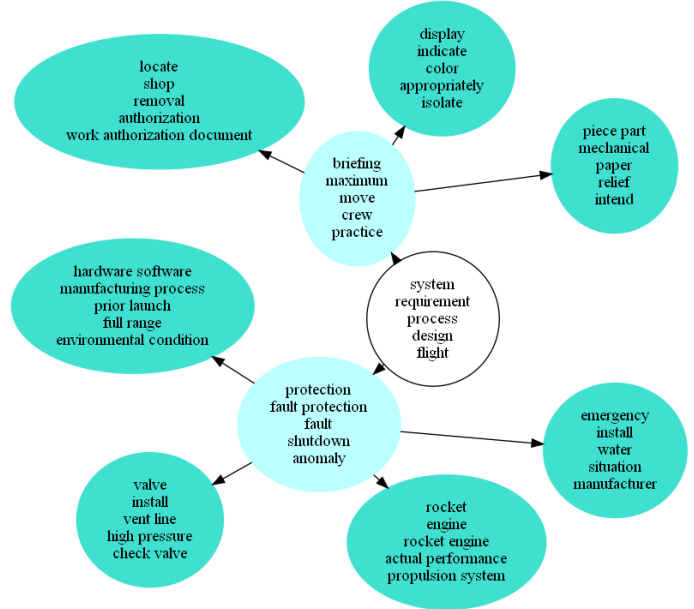 display
indicate
color
appropriately
isolate
locate
shop
removal
authorization
work authorization document
piece part
mechanical
paper
relief
intend
briefing
maximum
move
crew
practice
system
requirement
process
design
flight
hardware software
manufacturing process
prior launch
full range
environmental condition
protection
fault protection
fault
shutdown
anomaly
emergency
install
water
situation
manufacturer
valve
install
vent line
high pressure
check valve
rocket
engine
rocket engine
actual performance
propulsion system